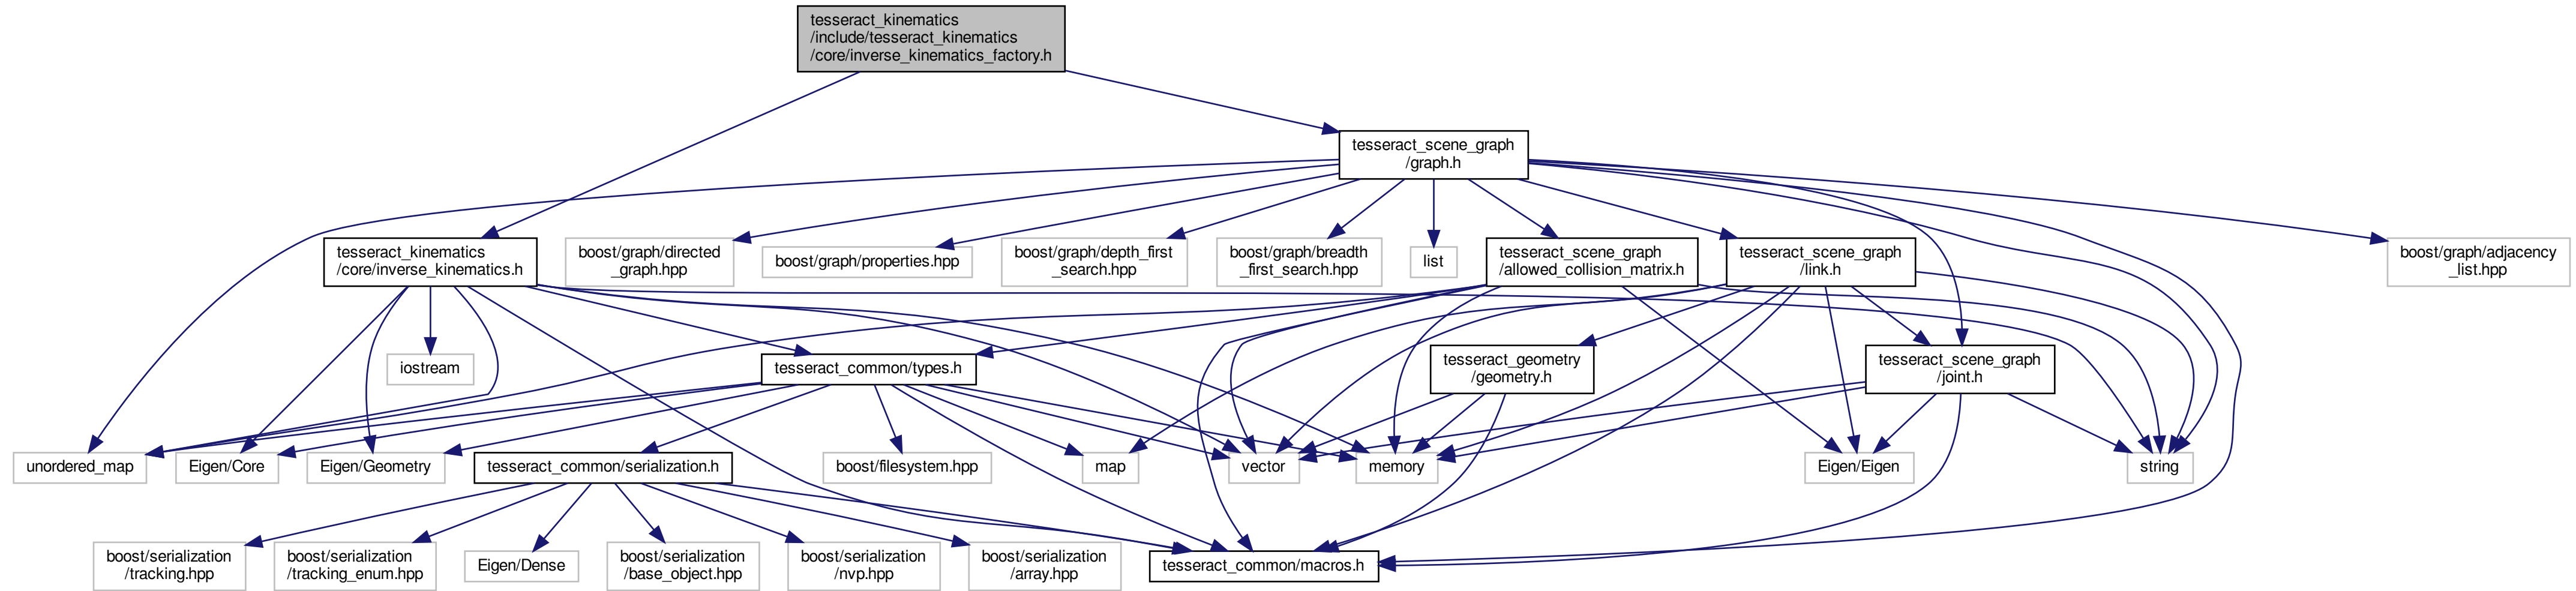 tesseract_kinematics
/include/tesseract_kinematics
/core/inverse_kinematics_factory.h
tesseract_scene_graph
/graph.h
tesseract_kinematics
/core/inverse_kinematics.h
boost/graph/directed
_graph.hpp
boost/graph/properties.hpp
boost/graph/depth_first
_search.hpp
boost/graph/breadth
_first_search.hpp
list
tesseract_scene_graph
/allowed_collision_matrix.h
tesseract_scene_graph
/link.h
boost/graph/adjacency
_list.hpp
iostream
tesseract_common/types.h
tesseract_geometry
/geometry.h
tesseract_scene_graph
/joint.h
unordered_map
Eigen/Core
Eigen/Geometry
tesseract_common/serialization.h
boost/filesystem.hpp
map
vector
memory
Eigen/Eigen
string
boost/serialization
/tracking.hpp
boost/serialization
/tracking_enum.hpp
Eigen/Dense
boost/serialization
/base_object.hpp
boost/serialization
/nvp.hpp
boost/serialization
/array.hpp
tesseract_common/macros.h